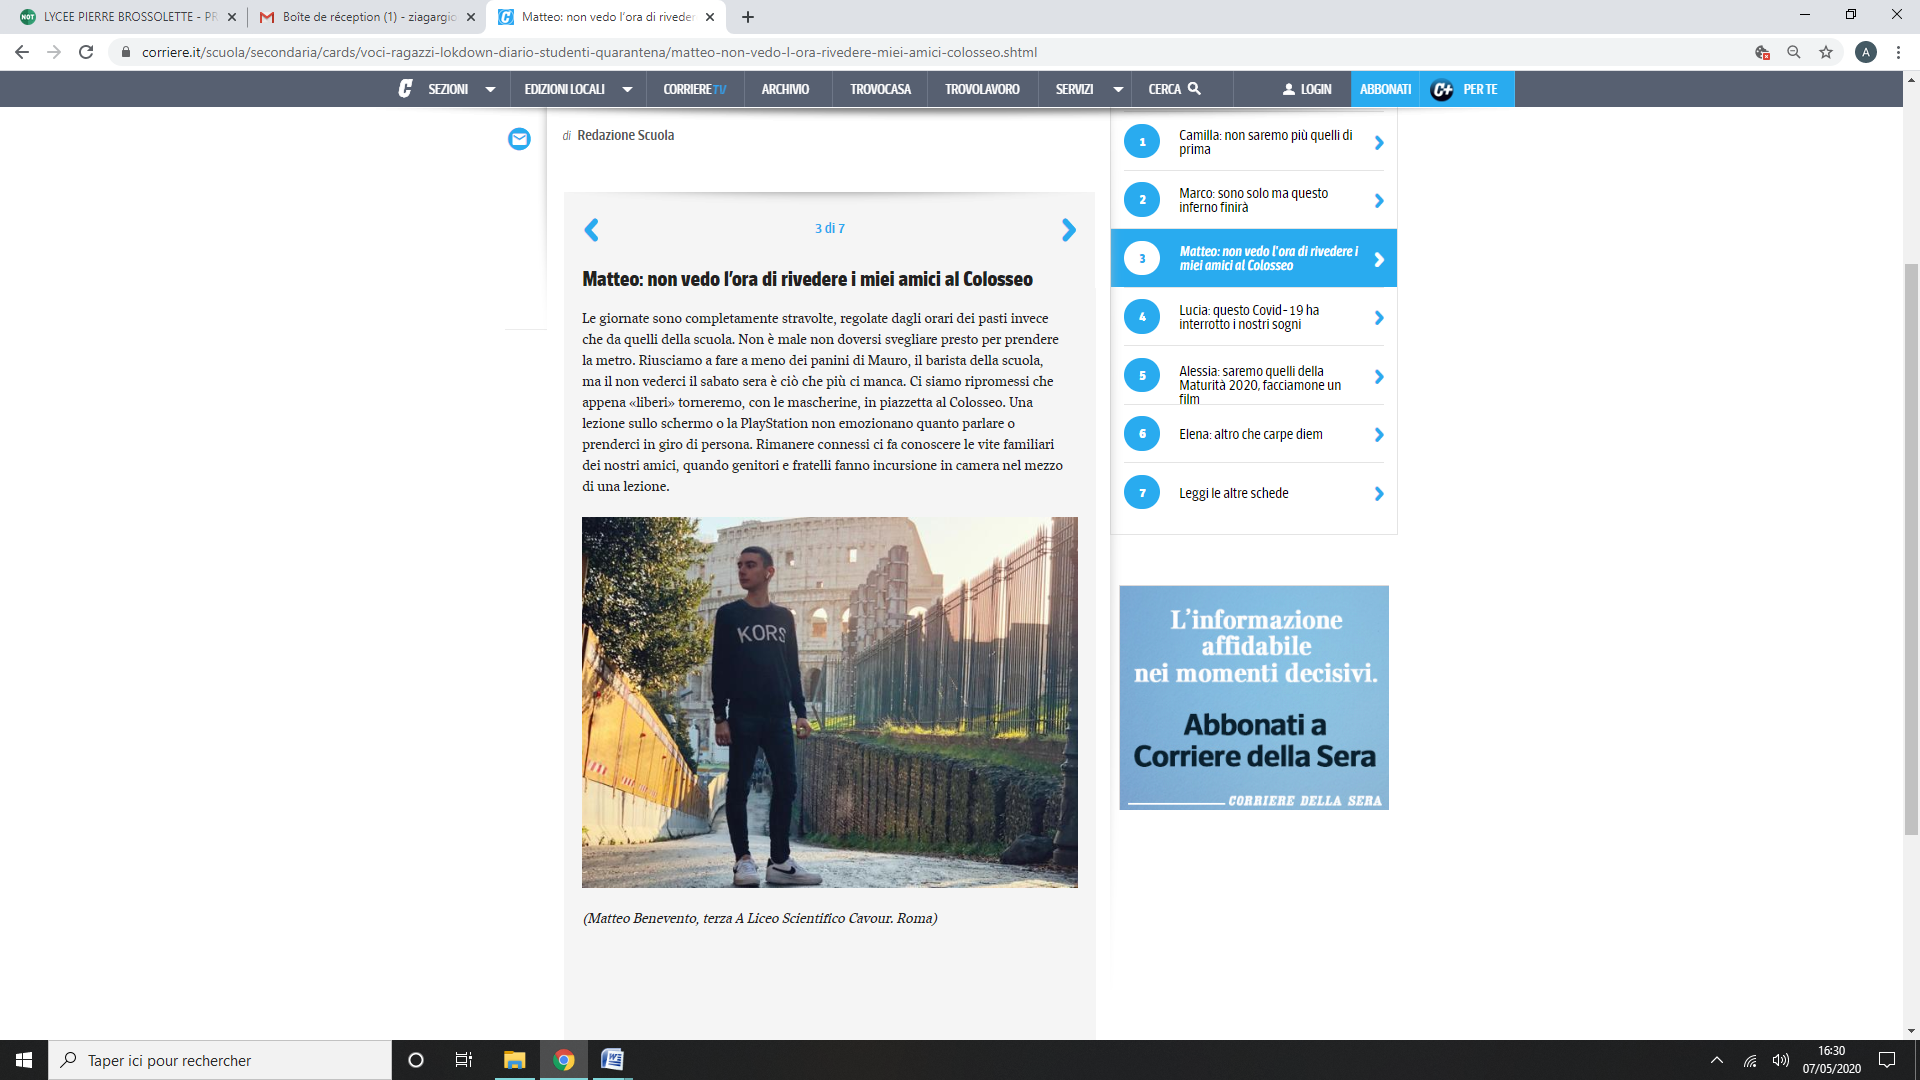 LYCEE PIERRE BROSSOLETTE - PR
Boîte de réception (1) - ziagargio
Matteo: non vedo l'ora di riveder
corriere.it/scuola/secondaria/cards/voci-ragazzi-lokdown-diario-studenti-quarantena/matteo-non-vedo-l-ora-rivedere-miei-amici-colosseo.shtml
A
SEZIONI
EDIZIONI LOCALI
CORRIERETV
ARCHIVIO
TROVOCASA
TROVOLAVORO
SERVIZI
CERCA
LOGIN
ABBONATI
C+ PER TE
di Redazione Scuola
3 di 7
Matteo: non vedo l'ora di rivedere i miei amici al Colosseo
Le giornate sono completamente stravolte, regolate dagli orari dei pasti invece
che da quelli della scuola. Non è male non doversi svegliare presto per prendere
la metro. Riusciamo a fare a meno dei panini di Mauro, il barista della scuola,
ma il non vederci il sabato sera è ciò che più ci manca. Ci siamo ripromessi che
appena «liberi» torneremo, con le mascherine, in piazzetta al Colosseo. Una
lezione sullo schermo o la PlayStation non emozionano quanto parlare o
prenderci in giro di persona. Rimanere connessi ci fa conoscere le vite familiari
dei nostri amici, quando genitori e fratelli fanno incursione in camera nel mezzo
di una lezione.
KORS
(Matteo Benevento, terza A Liceo Scientifico Cavour. Roma)
1 Camilla: non saremo più quelli di
prima
2 Marco: sono solo ma questo
inferno finirà
3 Matteo: non vedo l'ora di rivedere i
miei amici al Colosseo
4 Lucia: questo Covid-19 ha
interrotto i nostri sogni
5 Alessia: saremo quelli della
Maturità 2020, facciamone un
film
6 Elena: altro che carpe diem
7 Leggi le altre schede
L'informazione
affidabile
nei momenti decisivi.
Abbonati a
Corriere della Sera
CORRIERE DELLA SERA
Taper ici pour rechercher
16:30
07/05/2020